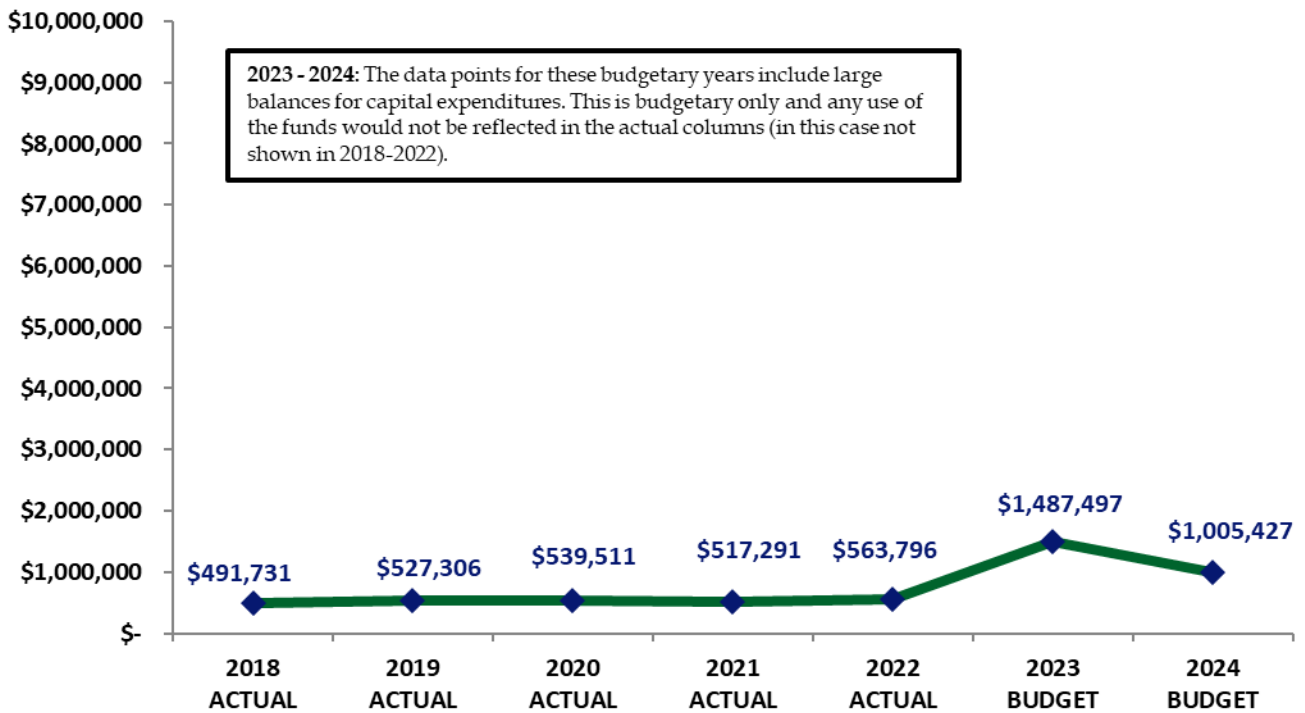 $10,000,000
$9,000,000
$8,000,000
$7,000,000
$6,000,000
$5,000,000
$4,000,000
$3,000,000
$2,000,000
$1,000,000
$-
2023 - 2024: The data points for these budgetary years include large
balances for capital expenditures. This is budgetary only and any use of
the funds would not be reflected in the actual columns (in this case not
shown in 2018-2022).
$491,731
$527,306
$539,511
$517,291
$563,796
$1,487,497
$1,005,427
2018
ACTUAL
2019
ACTUAL
2020
ACTUAL
2021
ACTUAL
2022
ACTUAL
2023
BUDGET
2024
BUDGET